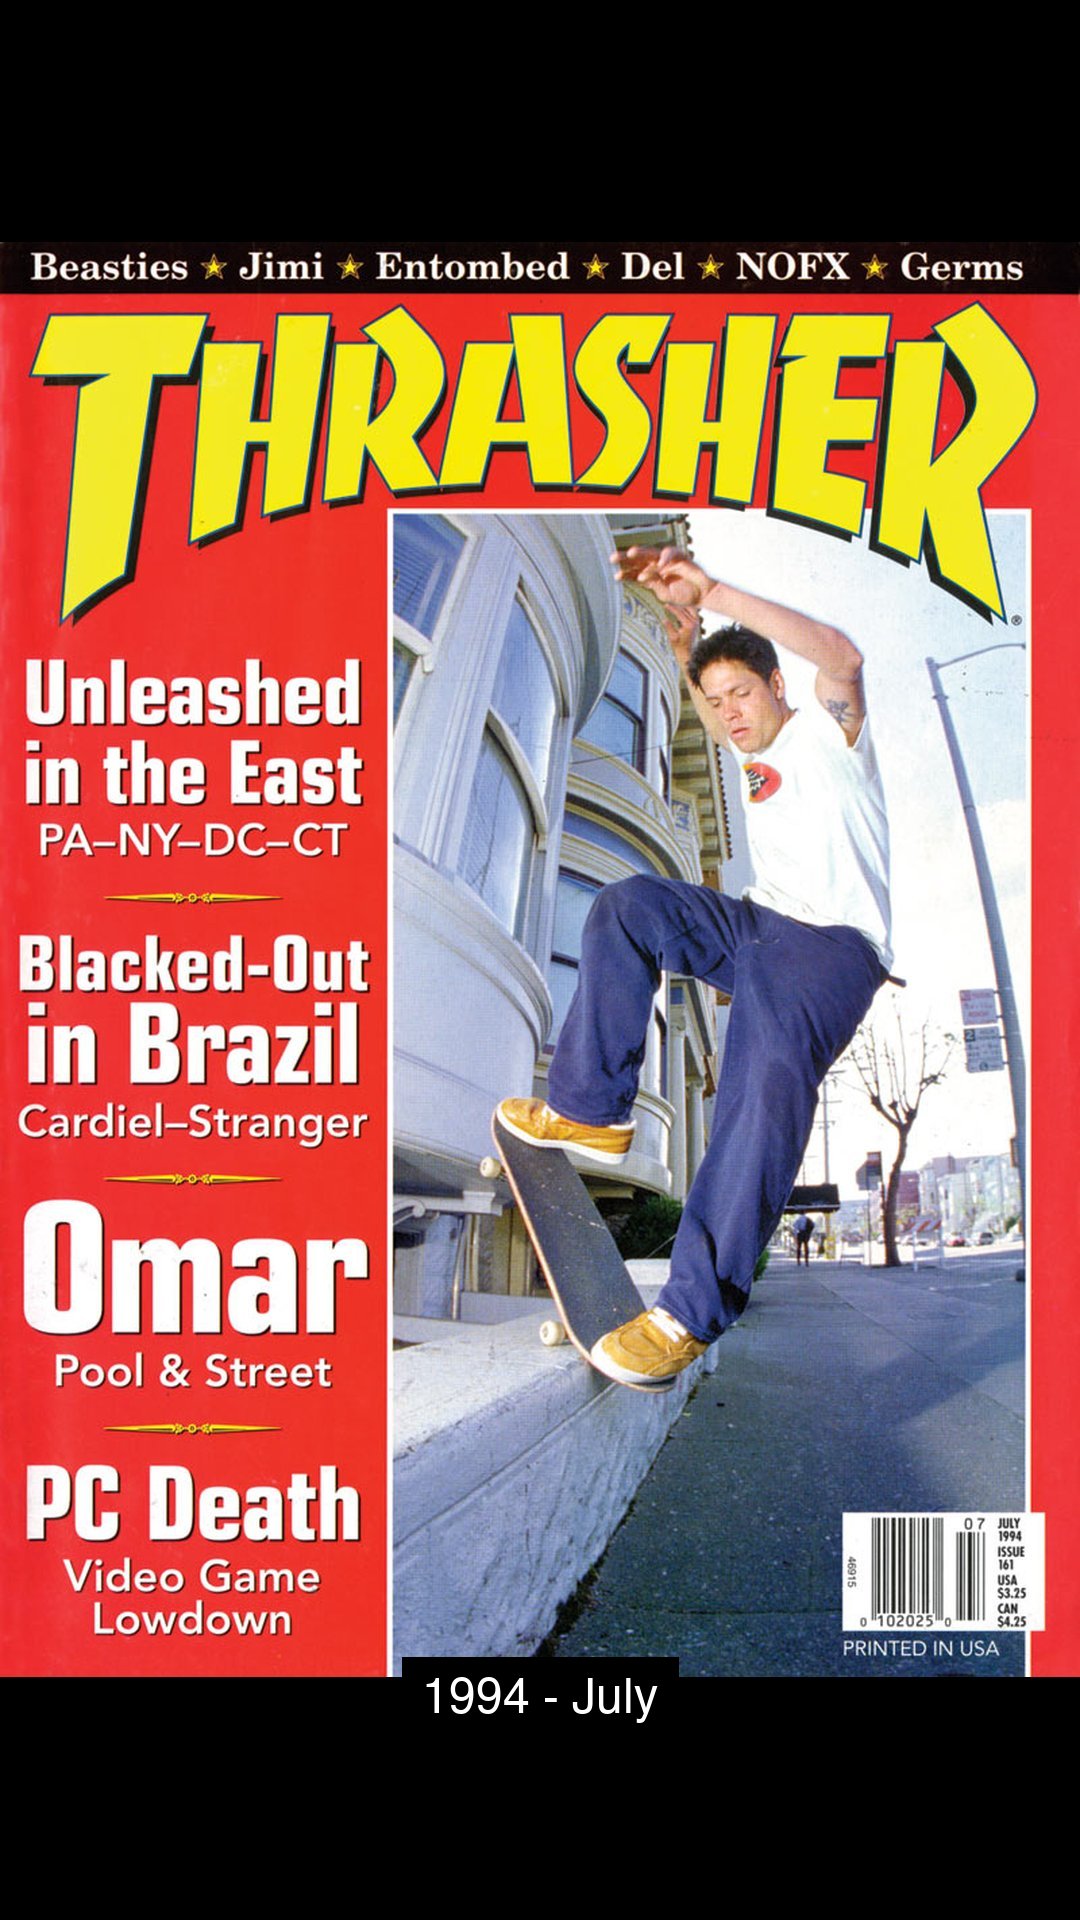 Beasties ★ Jimi ★ Entombed ★ Del ★ NOFX ★ Germs
THRASHER®
Unleashed
in the East
PA–NY–DC–CT
Blacked-Out
in Brazil
Cardiel–Stranger
Omar
Pool & Street
PC Death
Video Game
Lowdown
46915
07
0 102025 0
JULY
1994
ISSUE
161
USA
$3.25
CAN
$4.25
PRINTED IN USA
1994 - July